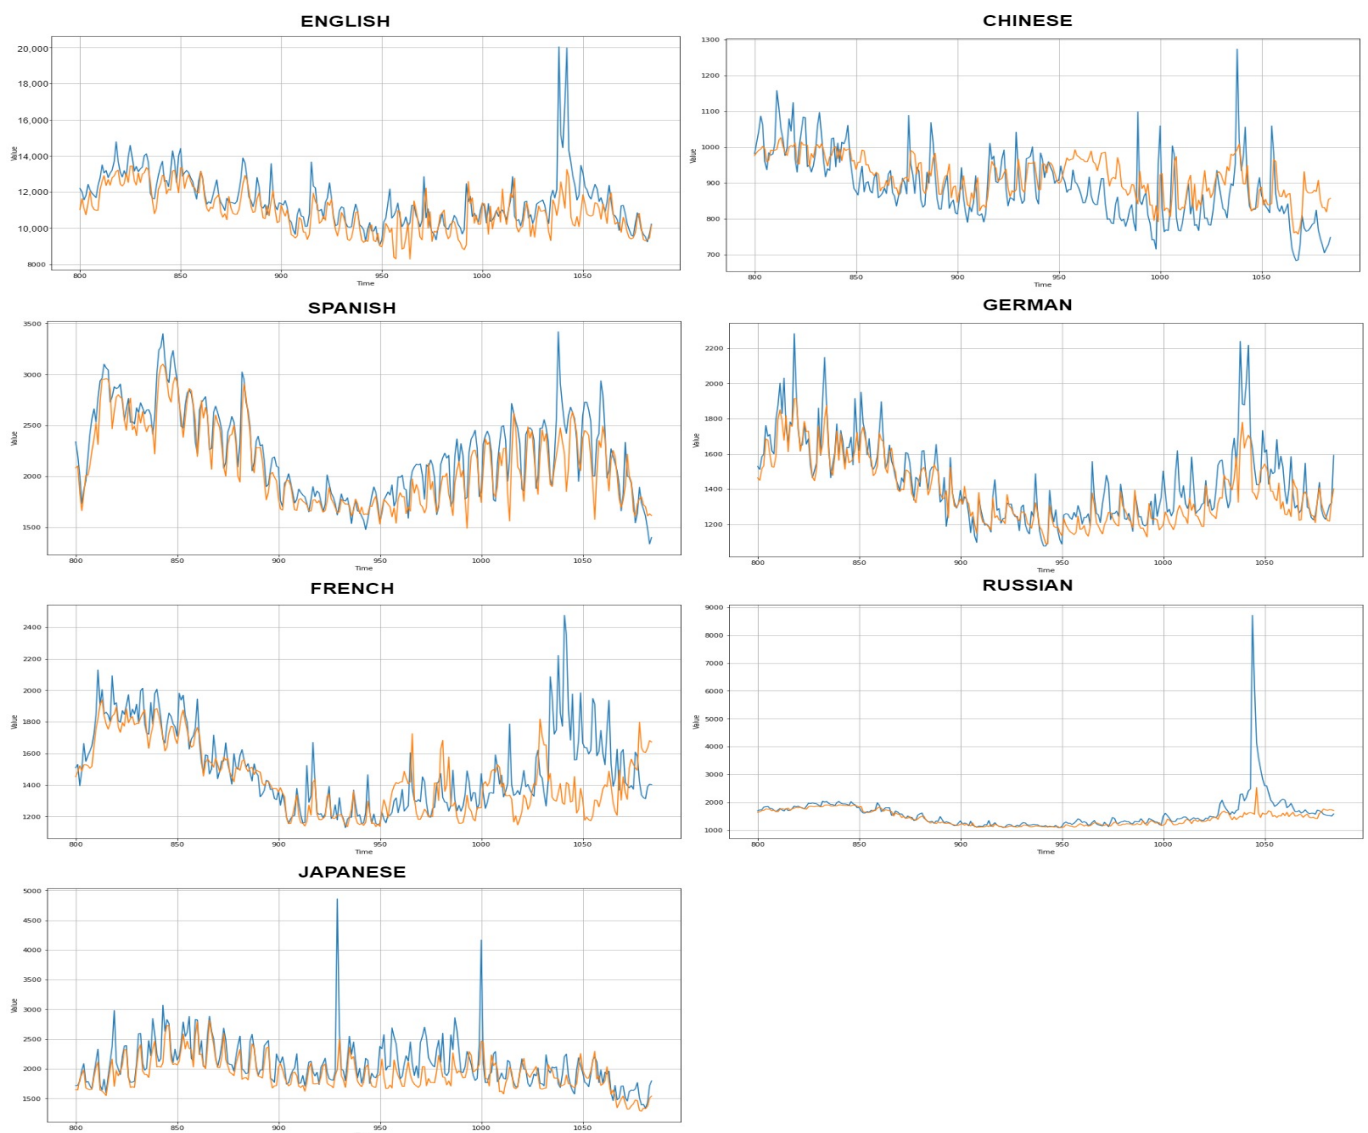 ENGLISH
20,000
18,000
16,000
14,000
12,000
10,000
8000
Value
800 850 900 950 1000 1050
Time
CHINESE
1300
1200
1100
1000
900
800
700
Value
800 850 900 950 1000 1050
Time
SPANISH
3500
3000
2500
2000
1500
Value
800 850 900 950 1000 1050
Time
GERMAN
2200
2000
1800
1600
1400
1200
Value
800 850 900 950 1000 1050
Time
FRENCH
2400
2200
2000
1800
1600
1400
1200
Value
800 850 900 950 1000 1050
Time
RUSSIAN
9000
8000
7000
6000
5000
4000
3000
2000
1000
Value
800 850 900 950 1000 1050
Time
JAPANESE
5000
4500
4000
3500
3000
2500
2000
1500
Value
800 850 900 950 1000 1050